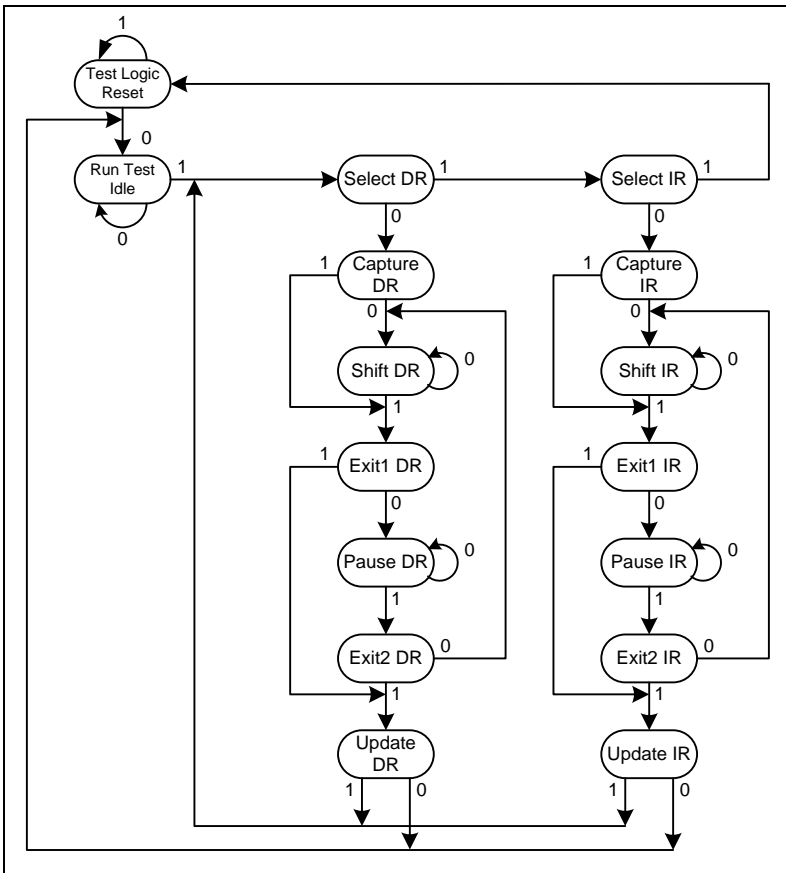 1
Test Logic
Reset
0
Run Test
Idle
1
0
Select DR
1
0
Select IR
1
0
Capture
DR
1
0
Capture
IR
1
0
Shift DR
0
1
Shift IR
0
1
Exit1 DR
1
0
Exit1 IR
1
0
Pause DR
0
1
Pause IR
0
1
Exit2 DR
0
1
Exit2 IR
0
1
Update
DR
1
0
Update IR
1
0